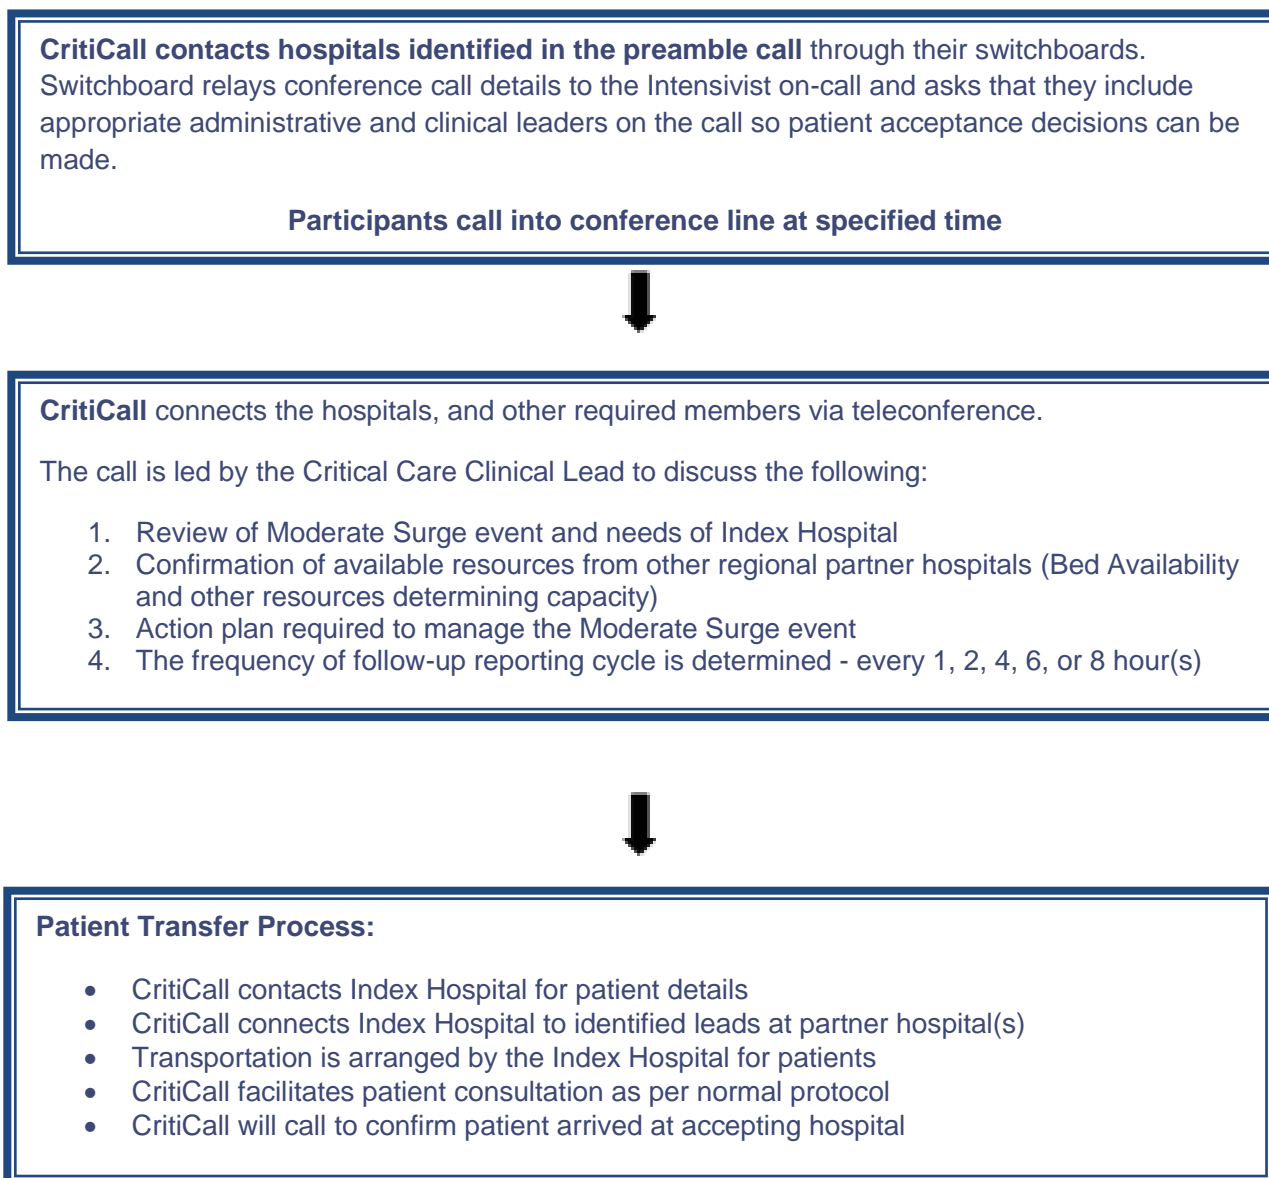 CritiCall contacts hospitals identified in the preamble call through their switchboards.
Switchboard relays conference call details to the Intensivist on-call and asks that they include
appropriate administrative and clinical leaders on the call so patient acceptance decisions can be
made.
Participants call into conference line at specified time
CritiCall connects the hospitals, and other required members via teleconference.
The call is led by the Critical Care Clinical Lead to discuss the following:
1. Review of Moderate Surge event and needs of Index Hospital
2. Confirmation of available resources from other regional partner hospitals (Bed Availability
and other resources determining capacity)
3. Action plan required to manage the Moderate Surge event
4. The frequency of follow-up reporting cycle is determined - every 1, 2, 4, 6, or 8 hour(s)
Patient Transfer Process:
• CritiCall contacts Index Hospital for patient details
• CritiCall connects Index Hospital to identified leads at partner hospital(s)
• Transportation is arranged by the Index Hospital for patients
• CritiCall facilitates patient consultation as per normal protocol
• CritiCall will call to confirm patient arrived at accepting hospital